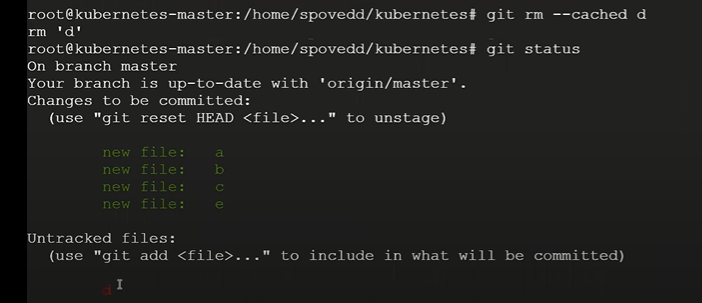 root@kubernetes-master:/home/spovedd/kubernetes# git rm --cached d
rm 'd'
root@kubernetes-master:/home/spovedd/kubernetes# git status
On branch master
Your branch is up-to-date with 'origin/master'.
Changes to be committed:
  (use "git reset HEAD <file>..." to unstage)
        new file:   a
        new file:   b
        new file:   c
        new file:   e
Untracked files:
  (use "git add <file>..." to include in what will be committed)
        d